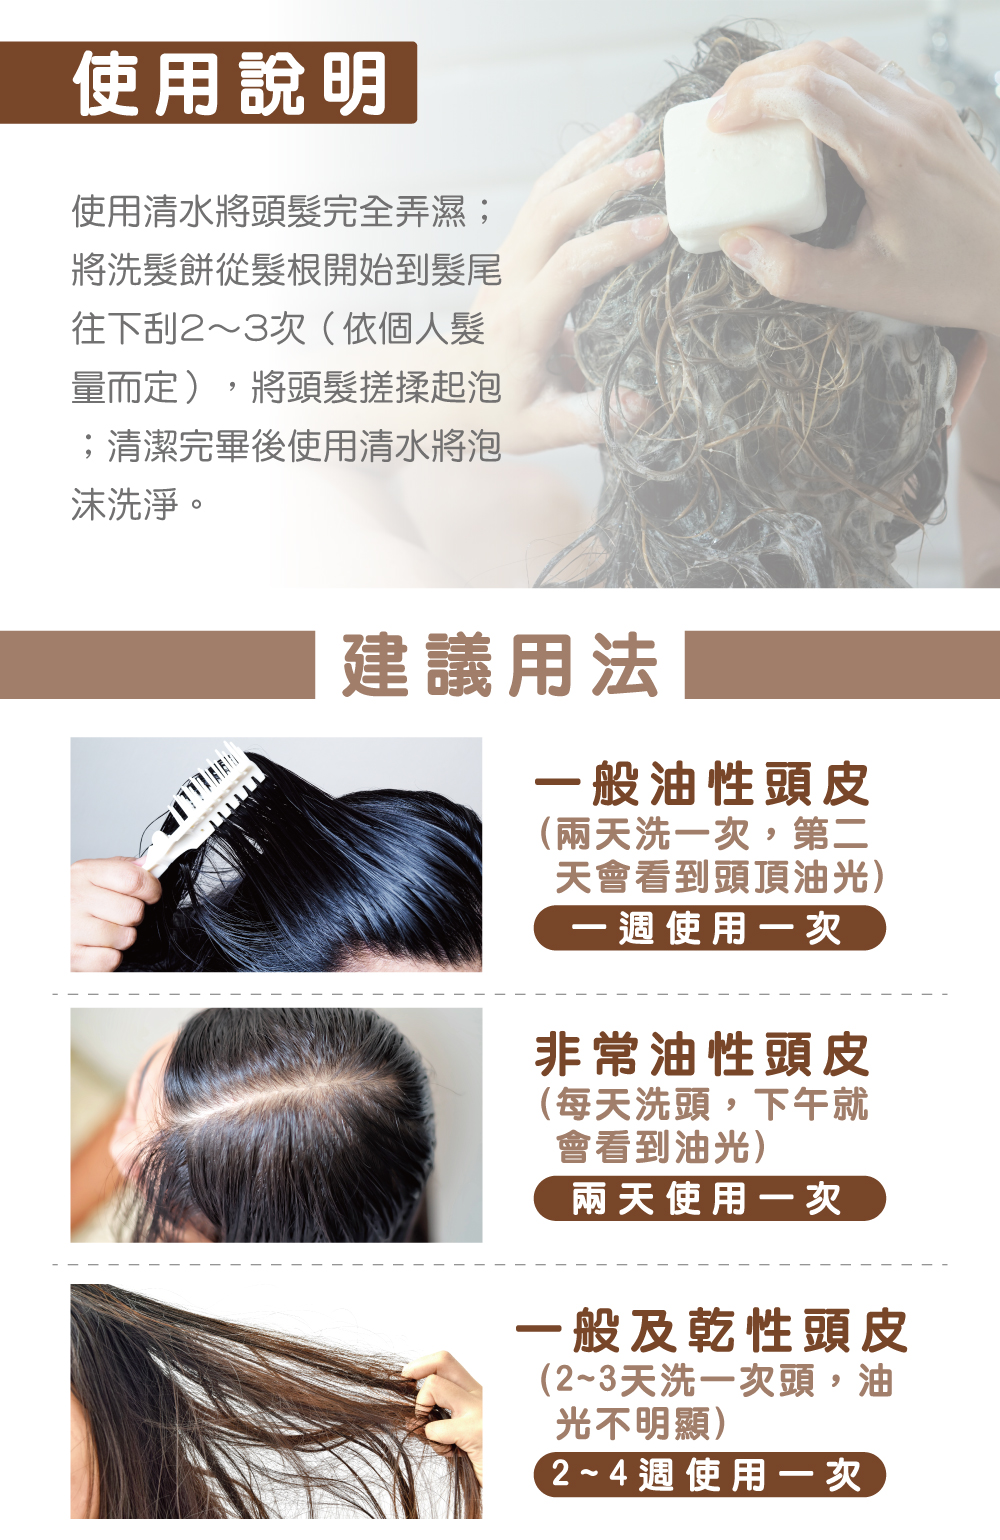 使用說明
使用清水將頭髮完全弄濕；
將洗髮餅從髮根開始到髮尾
往下刮2～3次（依個人髮
量而定），將頭髮搓揉起泡
；清潔完畢後使用清水將泡
沫洗淨。
建議用法
一般油性頭皮
(兩天洗一次，第二
天會看到頭頂油光)
一週使用一次
非常油性頭皮
(每天洗頭，下午就
會看到油光)
兩天使用一次
一般及乾性頭皮
(2~3天洗一次頭，油
光不明顯)
2~4週使用一次